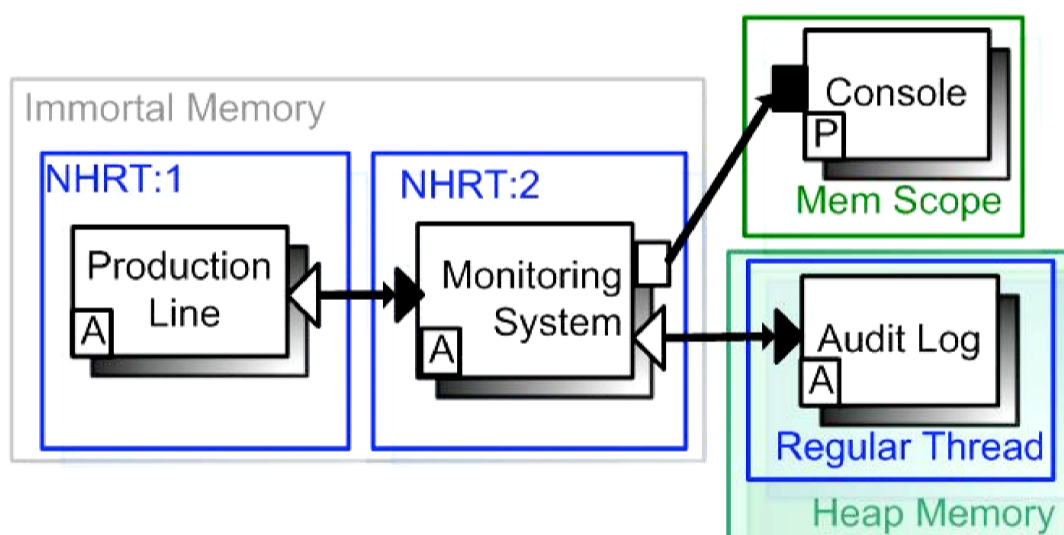 Immortal Memory
NHRT:1
Production
Line
A
NHRT:2
Monitoring
System
A
Console
P
Mem Scope
Audit Log
A
Regular Thread
Heap Memory